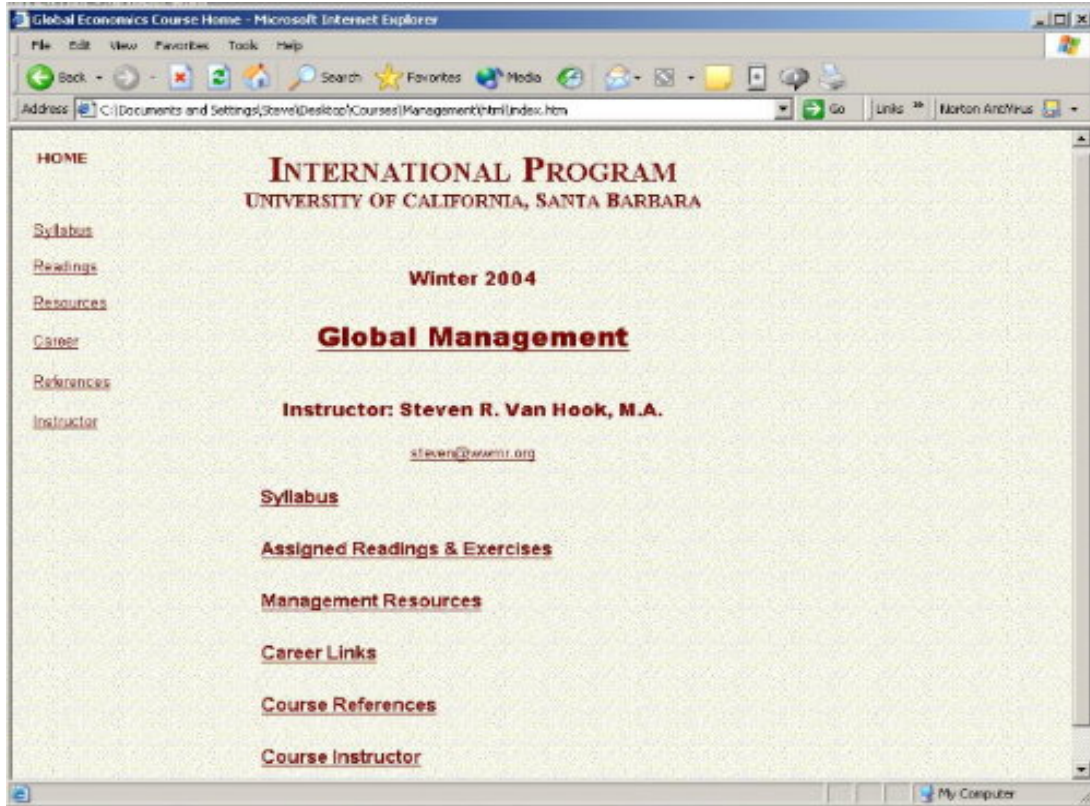 Global Economics Course Home - Microsoft Internet Explorer
File Edit View Favorites Tools Help
Back Search Favorites Media
Address C:\Documents and Settings\Steve\Desktop\Courses\Management\html\index.htm Go Links » Norton AntiVirus
HOME
Syllabus
Readings
Resources
Career
References
Instructor
INTERNATIONAL PROGRAM
UNIVERSITY OF CALIFORNIA, SANTA BARBARA
Winter 2004
Global Management
Instructor: Steven R. Van Hook, M.A.
steven@wwmr.org
Syllabus
Assigned Readings & Exercises
Management Resources
Career Links
Course References
Course Instructor
My Computer